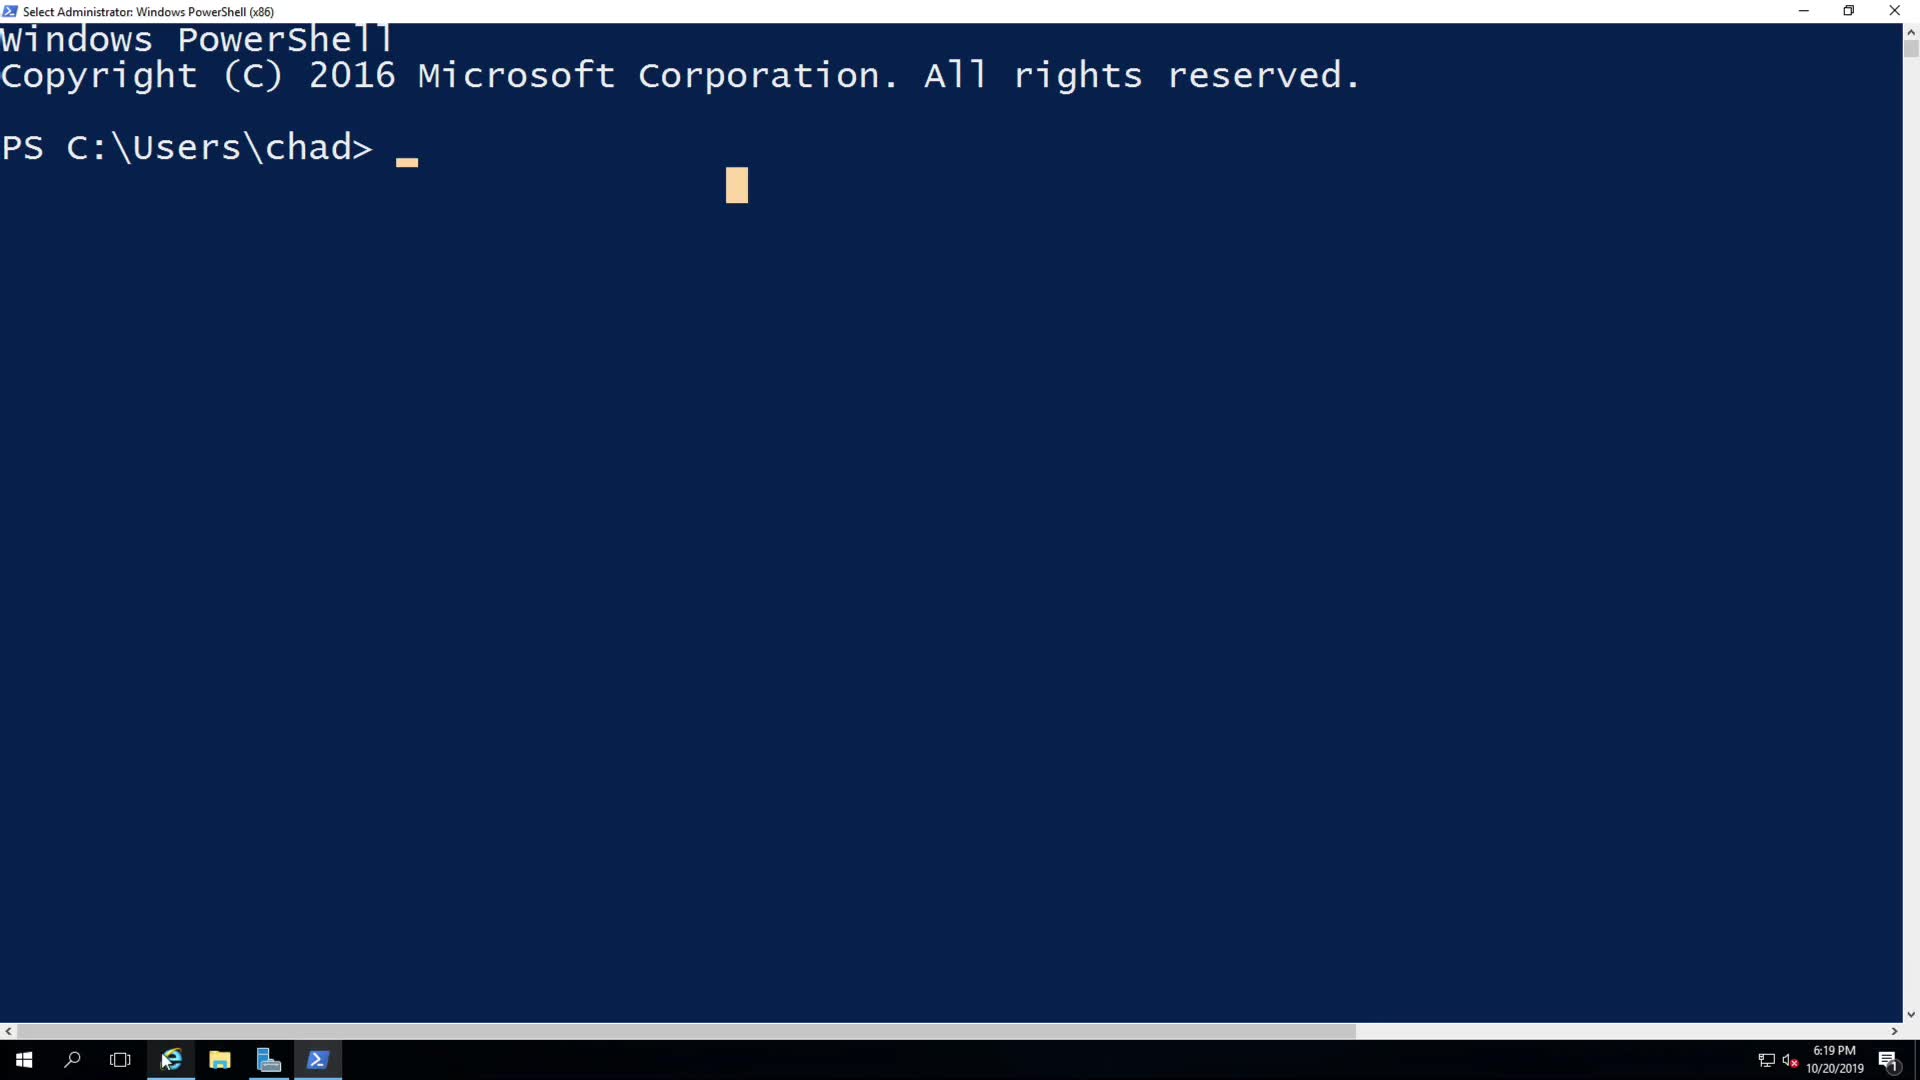 Select Administrator: Windows PowerShell (x86)
Windows PowerShell
Copyright (C) 2016 Microsoft Corporation. All rights reserved.
PS C:\Users\chad>
6:19 PM
10/20/2019
1